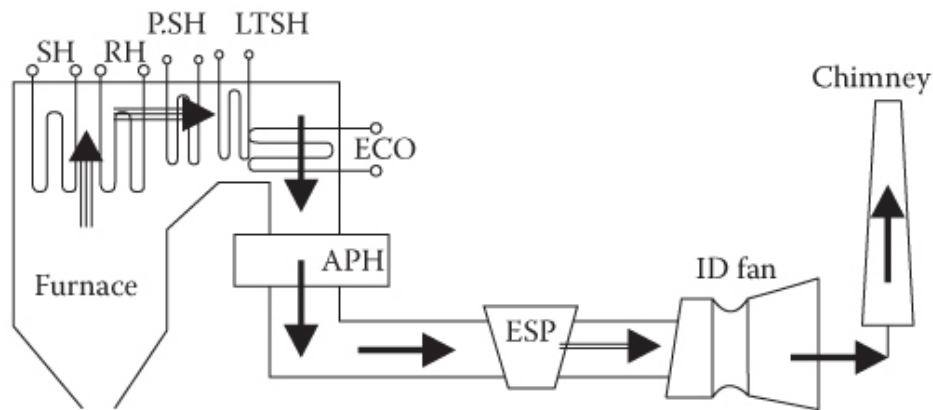 P.SH LTSH
SH RH
Chimney
ECO
APH
ID fan
Furnace
ESP